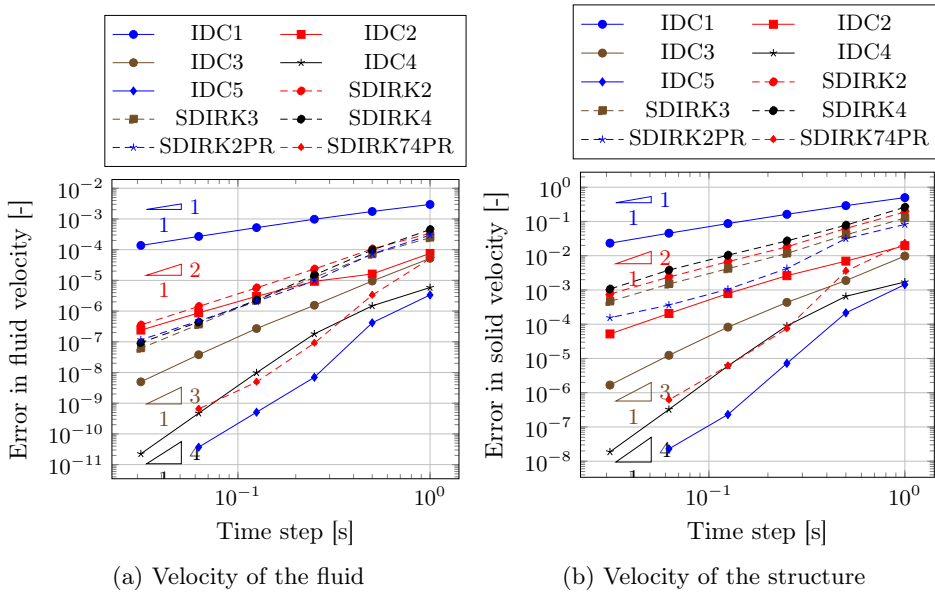 IDC1 IDC2
IDC3 IDC4
IDC5 SDIRK2
SDIRK3 SDIRK4
SDIRK2PR SDIRK74PR
10^−2
10^−3
10^−4
10^−5
10^−6
10^−7
10^−8
10^−9
10^−10
10^−11
Error in fluid velocity [-]
1
1
2
1
3
1
4
1
10^−1 10^0
Time step [s]
(a) Velocity of the fluid
IDC1 IDC2
IDC3 IDC4
IDC5 SDIRK2
SDIRK3 SDIRK4
SDIRK2PR SDIRK74PR
10^0
10^−1
10^−2
10^−3
10^−4
10^−5
10^−6
10^−7
10^−8
Error in solid velocity [-]
1
1
2
1
3
1
4
1
10^−1 10^0
Time step [s]
(b) Velocity of the structure